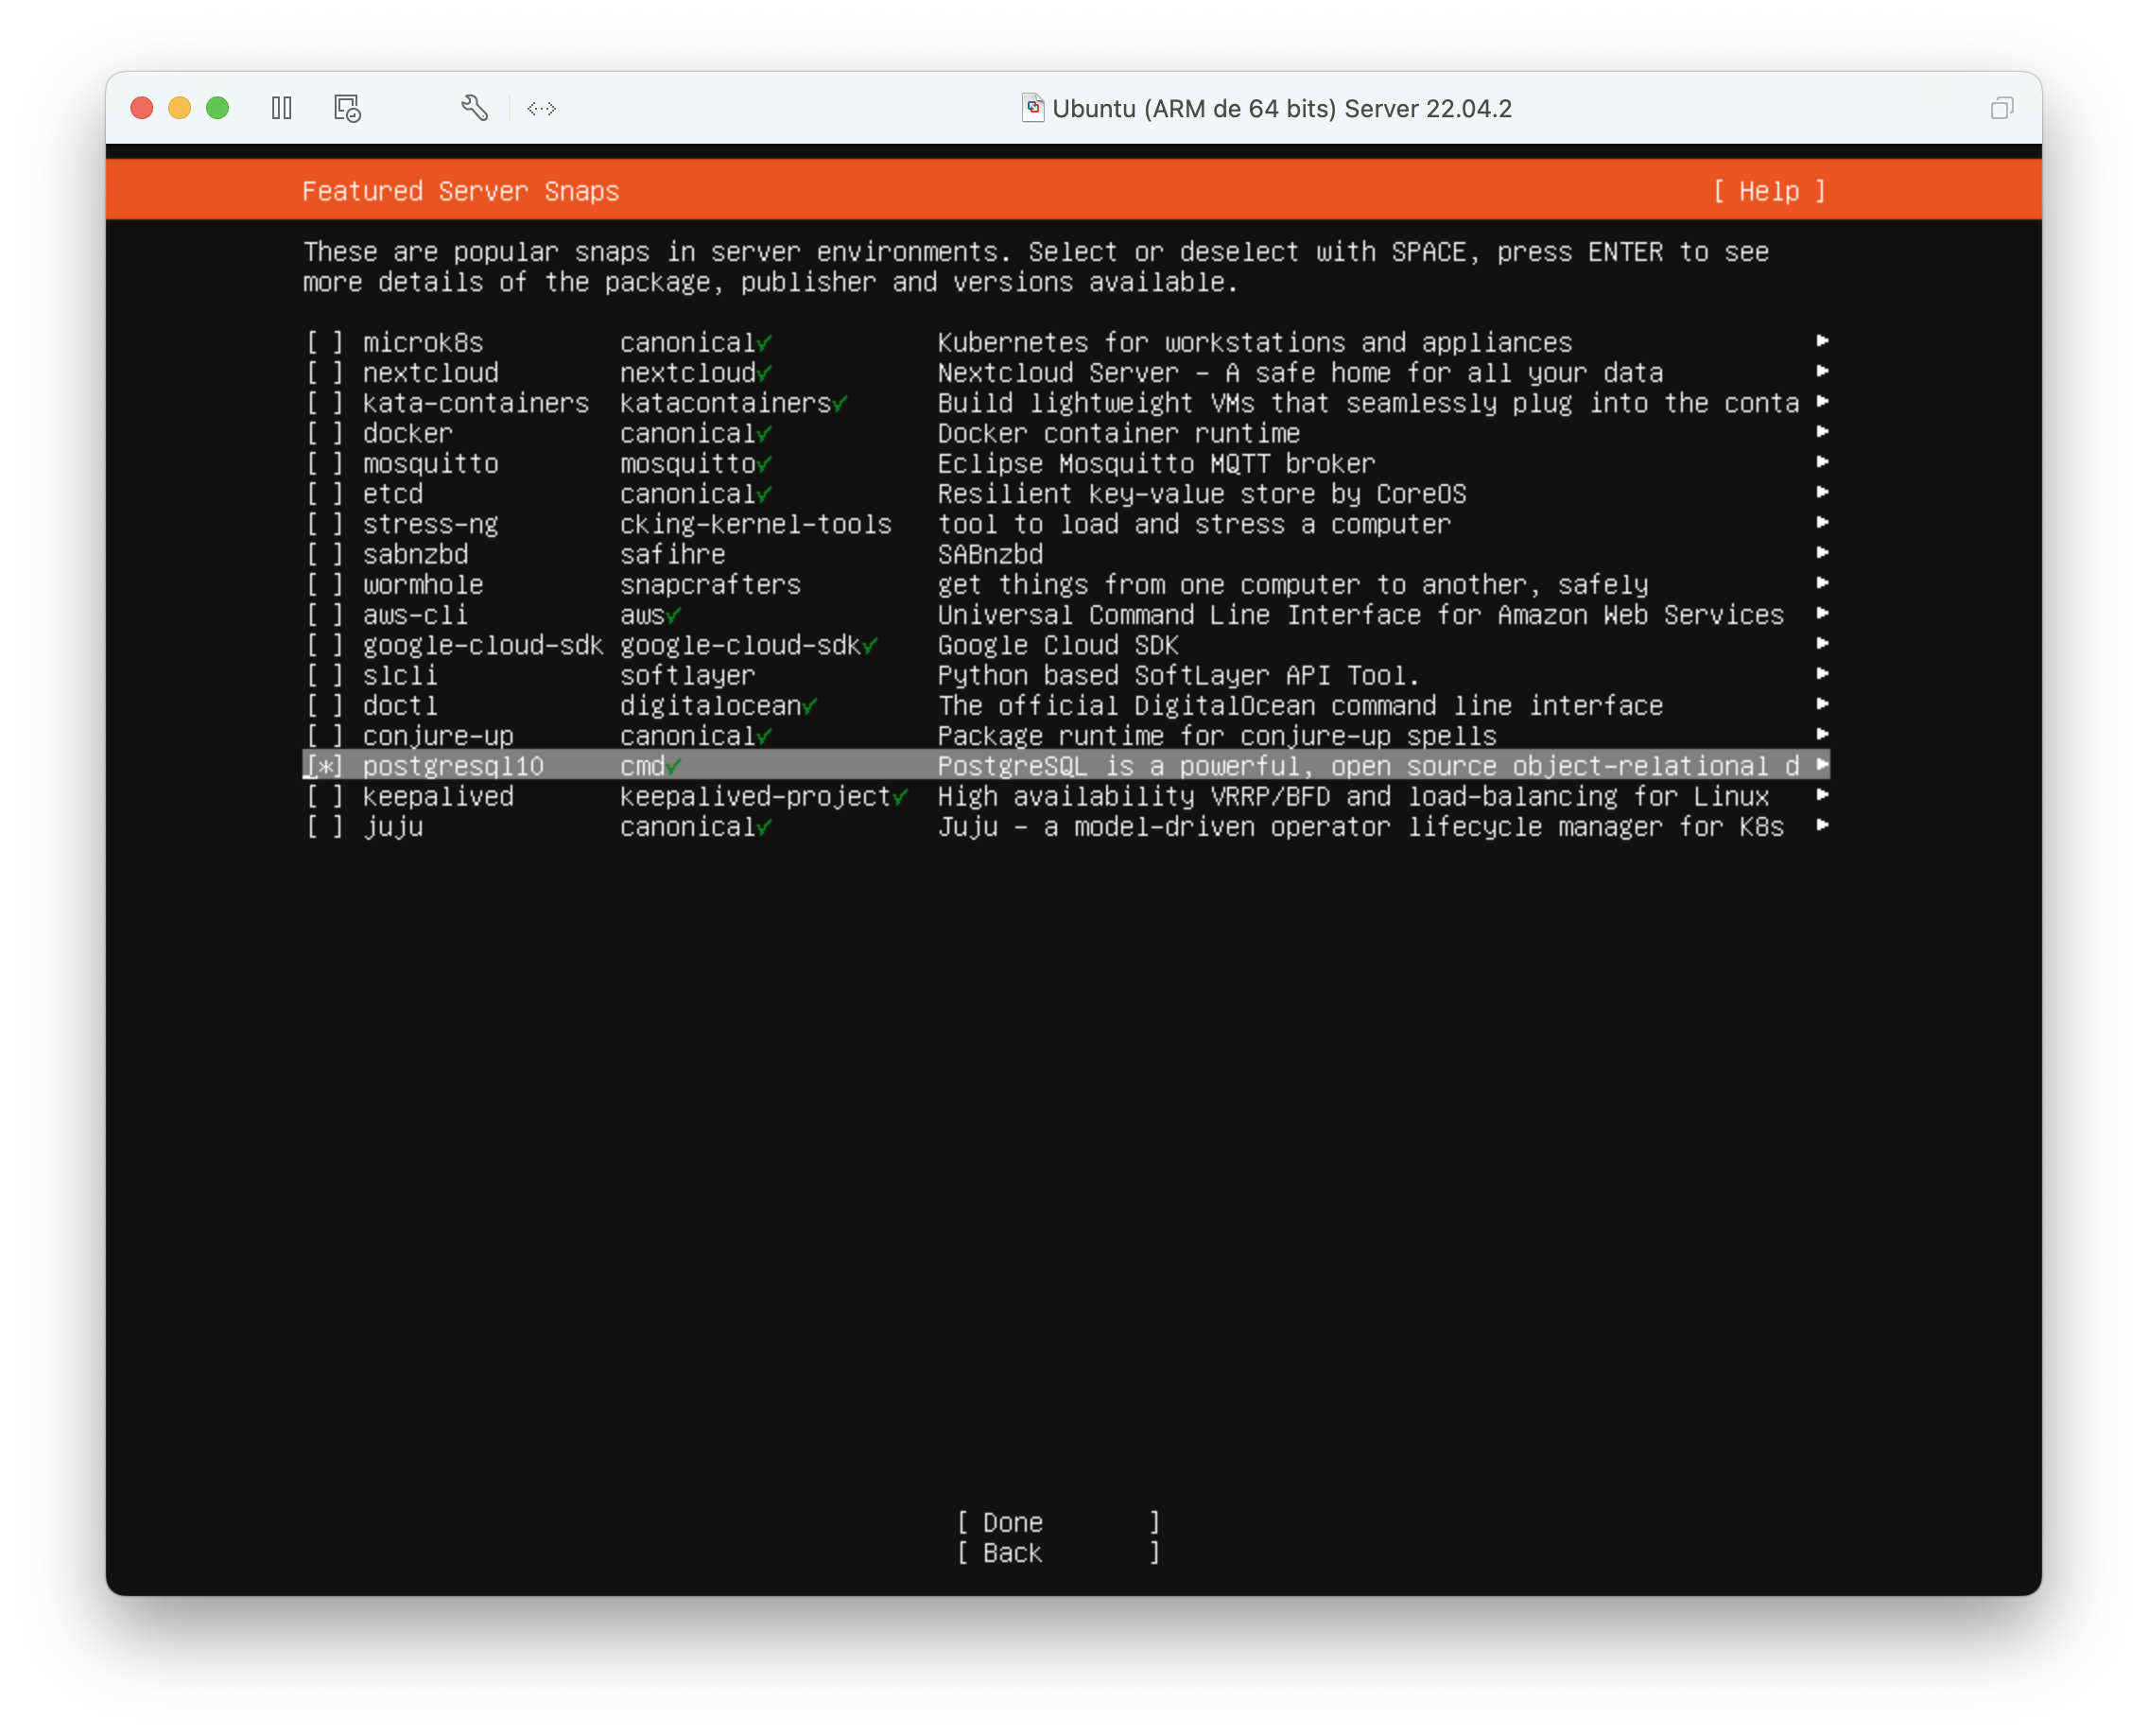 Ubuntu (ARM de 64 bits) Server 22.04.2
Featured Server Snaps [ Help ]
These are popular snaps in server environments. Select or deselect with SPACE, press ENTER to see
more details of the package, publisher and versions available.
[ ] microk8s canonical✓ Kubernetes for workstations and appliances ▶
[ ] nextcloud nextcloud✓ Nextcloud Server - A safe home for all your data ▶
[ ] kata-containers katacontainers✓ Build lightweight VMs that seamlessly plug into the conta ▶
[ ] docker canonical✓ Docker container runtime ▶
[ ] mosquitto mosquitto✓ Eclipse Mosquitto MQTT broker ▶
[ ] etcd canonical✓ Resilient key-value store by CoreOS ▶
[ ] stress-ng cking-kernel-tools tool to load and stress a computer ▶
[ ] sabnzbd safihre SABnzbd ▶
[ ] wormhole snapcrafters get things from one computer to another, safely ▶
[ ] aws-cli aws✓ Universal Command Line Interface for Amazon Web Services ▶
[ ] google-cloud-sdk google-cloud-sdk✓ Google Cloud SDK ▶
[ ] slcli softlayer Python based SoftLayer API Tool. ▶
[ ] doctl digitalocean✓ The official DigitalOcean command line interface ▶
[ ] conjure-up canonical✓ Package runtime for conjure-up spells ▶
[*] postgresql10 cmd✓ PostgreSQL is a powerful, open source object-relational d ▶
[ ] keepalived keepalived-project✓ High availability VRRP/BFD and load-balancing for Linux ▶
[ ] juju canonical✓ Juju - a model-driven operator lifecycle manager for K8s ▶
[ Done ]
[ Back ]